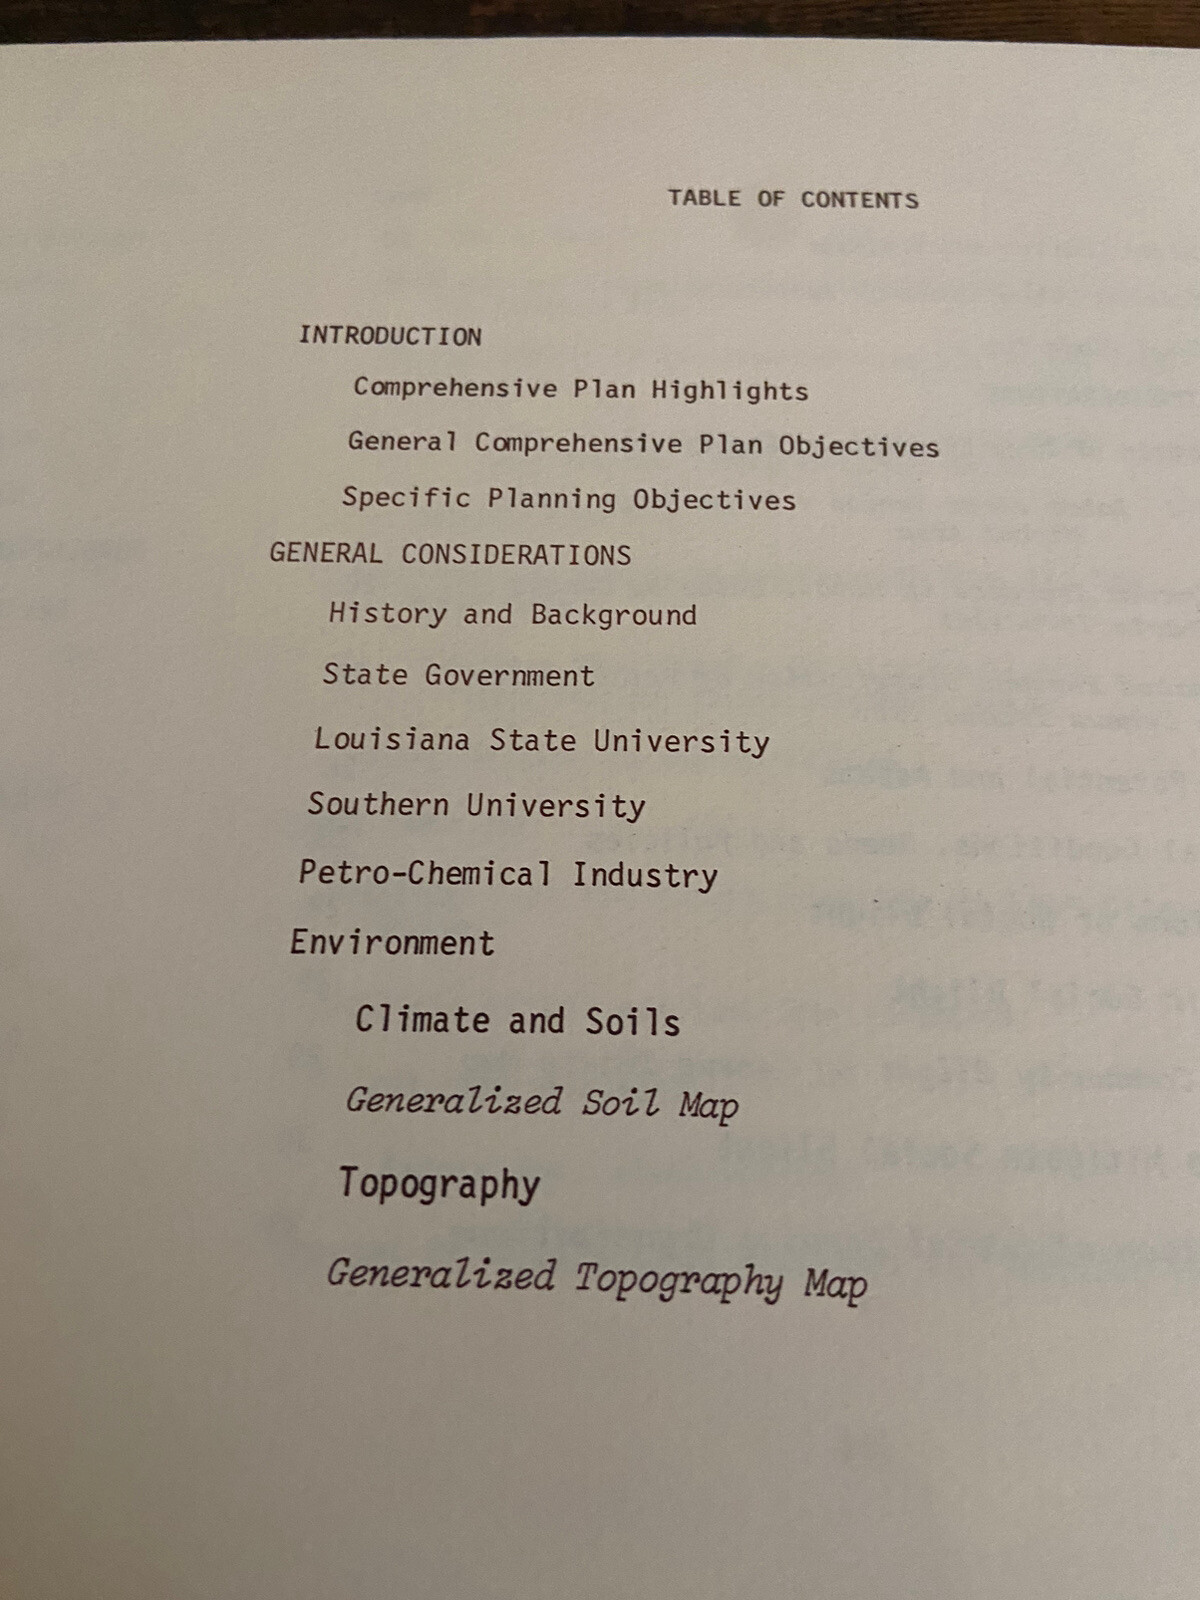 TABLE OF CONTENTS
INTRODUCTION
Comprehensive Plan Highlights
General Comprehensive Plan Objectives
Specific Planning Objectives
GENERAL CONSIDERATIONS
History and Background
State Government
Louisiana State University
Southern University
Petro-Chemical Industry
Environment
Climate and Soils
Generalized Soil Map
Topography
Generalized Topography Map